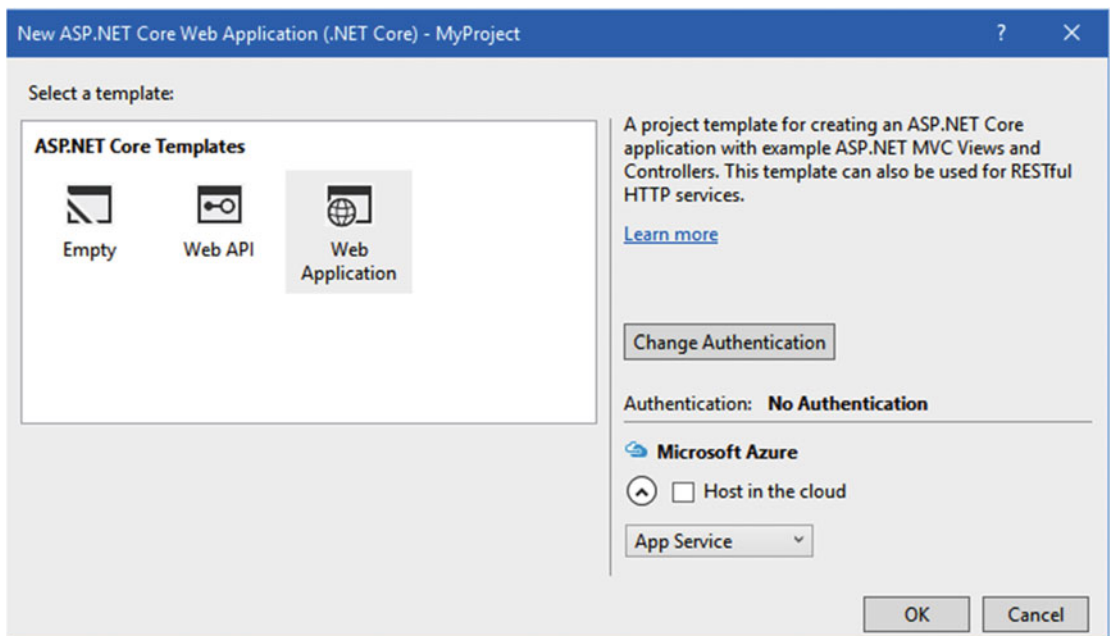 New ASP.NET Core Web Application (.NET Core) - MyProject
?
Select a template:
ASP.NET Core Templates
Empty
Web API
Web
Application
A project template for creating an ASP.NET Core
application with example ASP.NET MVC Views and
Controllers. This template can also be used for RESTful
HTTP services.
Learn more
Change Authentication
Authentication: No Authentication
Microsoft Azure
Host in the cloud
App Service
OK
Cancel